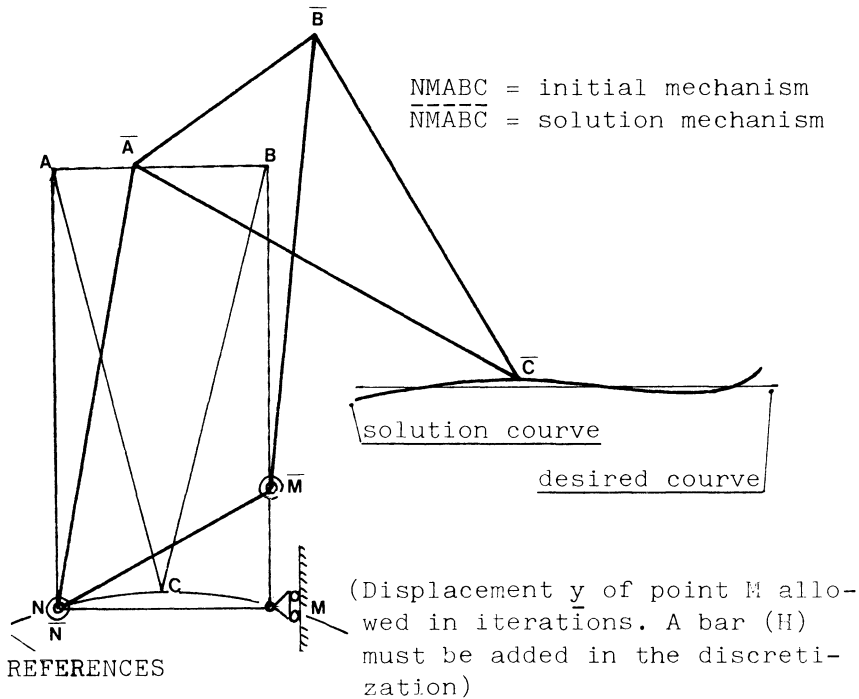 B̅
NMABC = initial mechanism
N̅M̅A̅B̅C̅ = solution mechanism
A
A̅
B
C̅
solution courve
desired courve
M̅
C
N
N̅
M
(Displacement y of point M allo-
wed in iterations. A bar (H)
must be added in the discreti-
zation)
REFERENCES